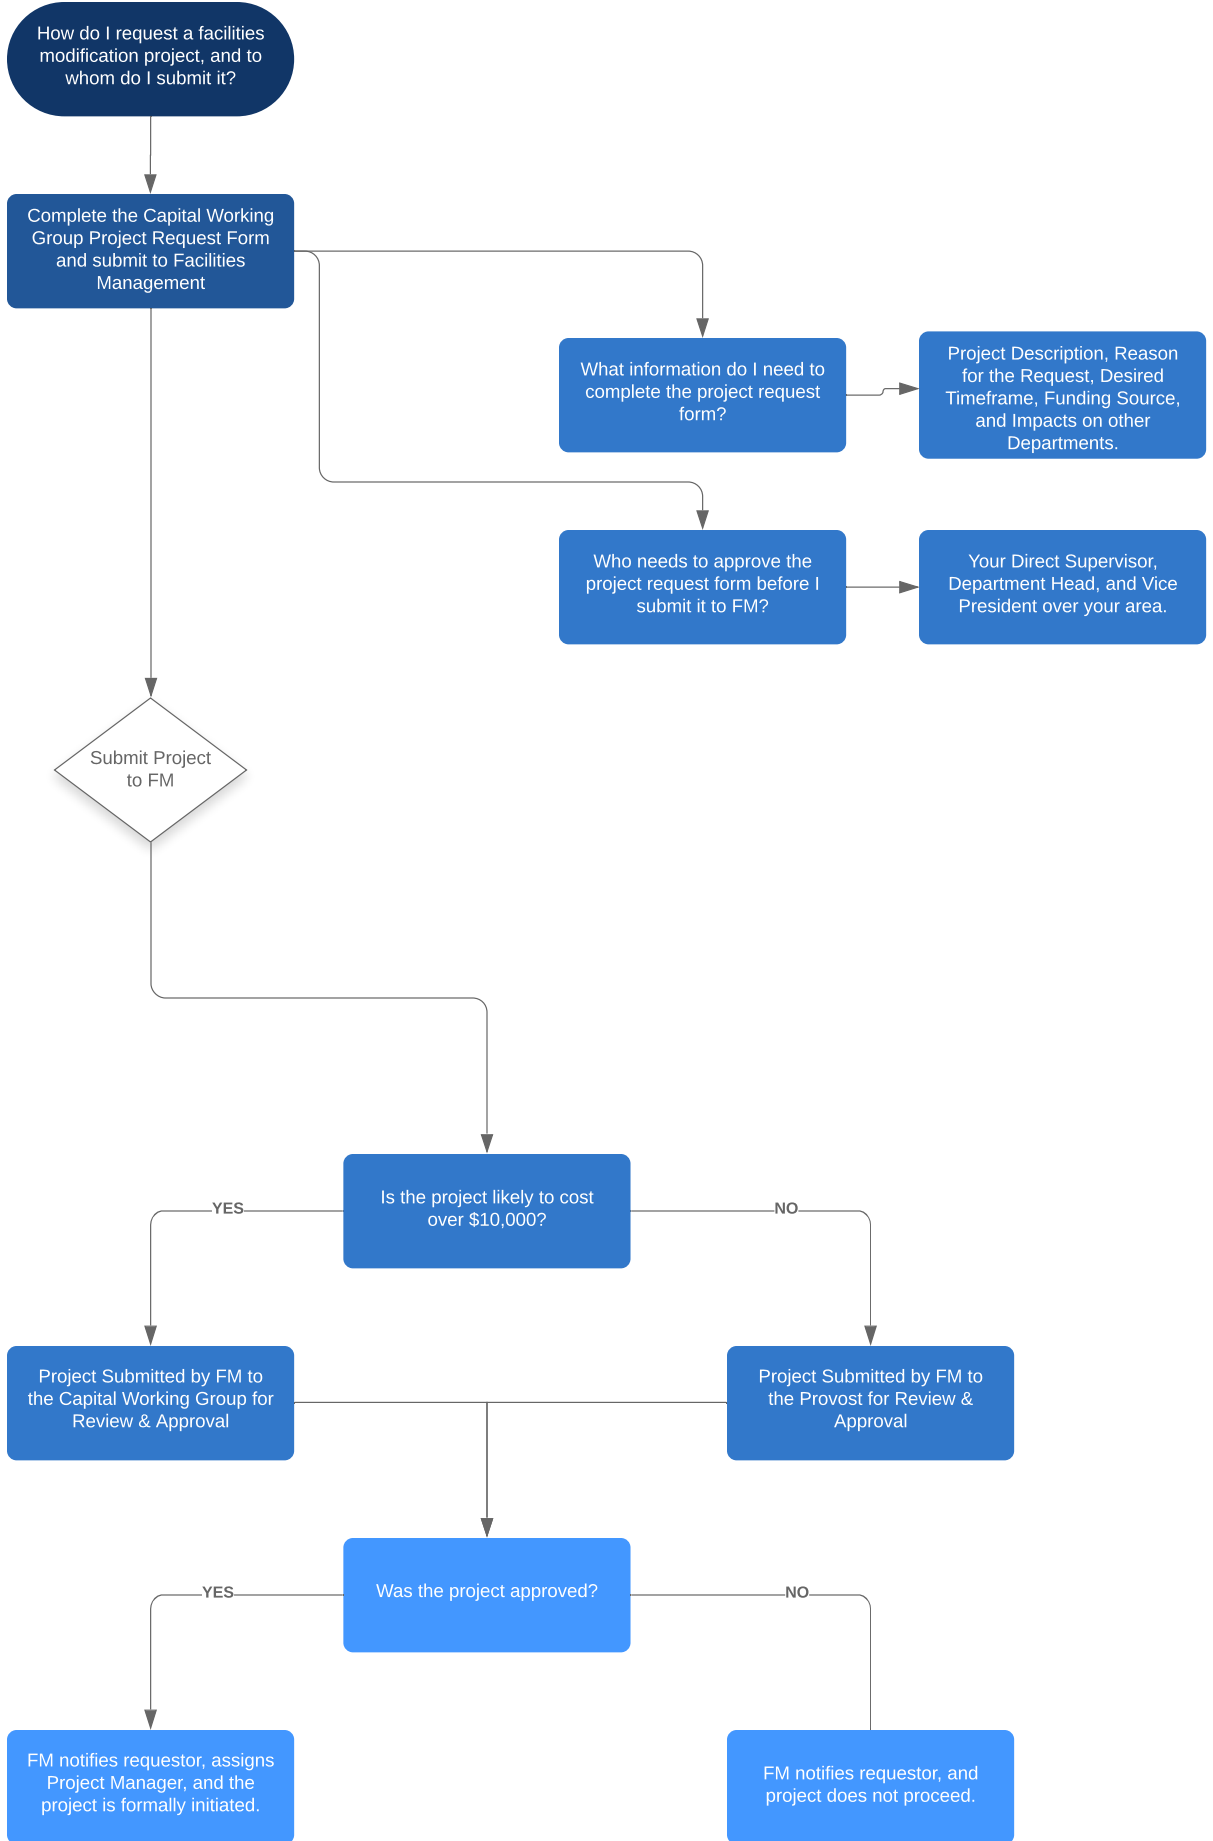 How do I request a facilities
modification project, and to
whom do I submit it?
Complete the Capital Working
Group Project Request Form
and submit to Facilities
Management
What information do I need to
complete the project request
form?
Project Description, Reason
for the Request, Desired
Timeframe, Funding Source,
and Impacts on other
Departments.
Who needs to approve the
project request form before I
submit it to FM?
Your Direct Supervisor,
Department Head, and Vice
President over your area.
Submit Project
to FM
Is the project likely to cost
over $10,000?
YES
NO
Project Submitted by FM to
the Capital Working Group for
Review & Approval
Project Submitted by FM to
the Provost for Review &
Approval
Was the project approved?
YES
NO
FM notifies requestor, assigns
Project Manager, and the
project is formally initiated.
FM notifies requestor, and
project does not proceed.